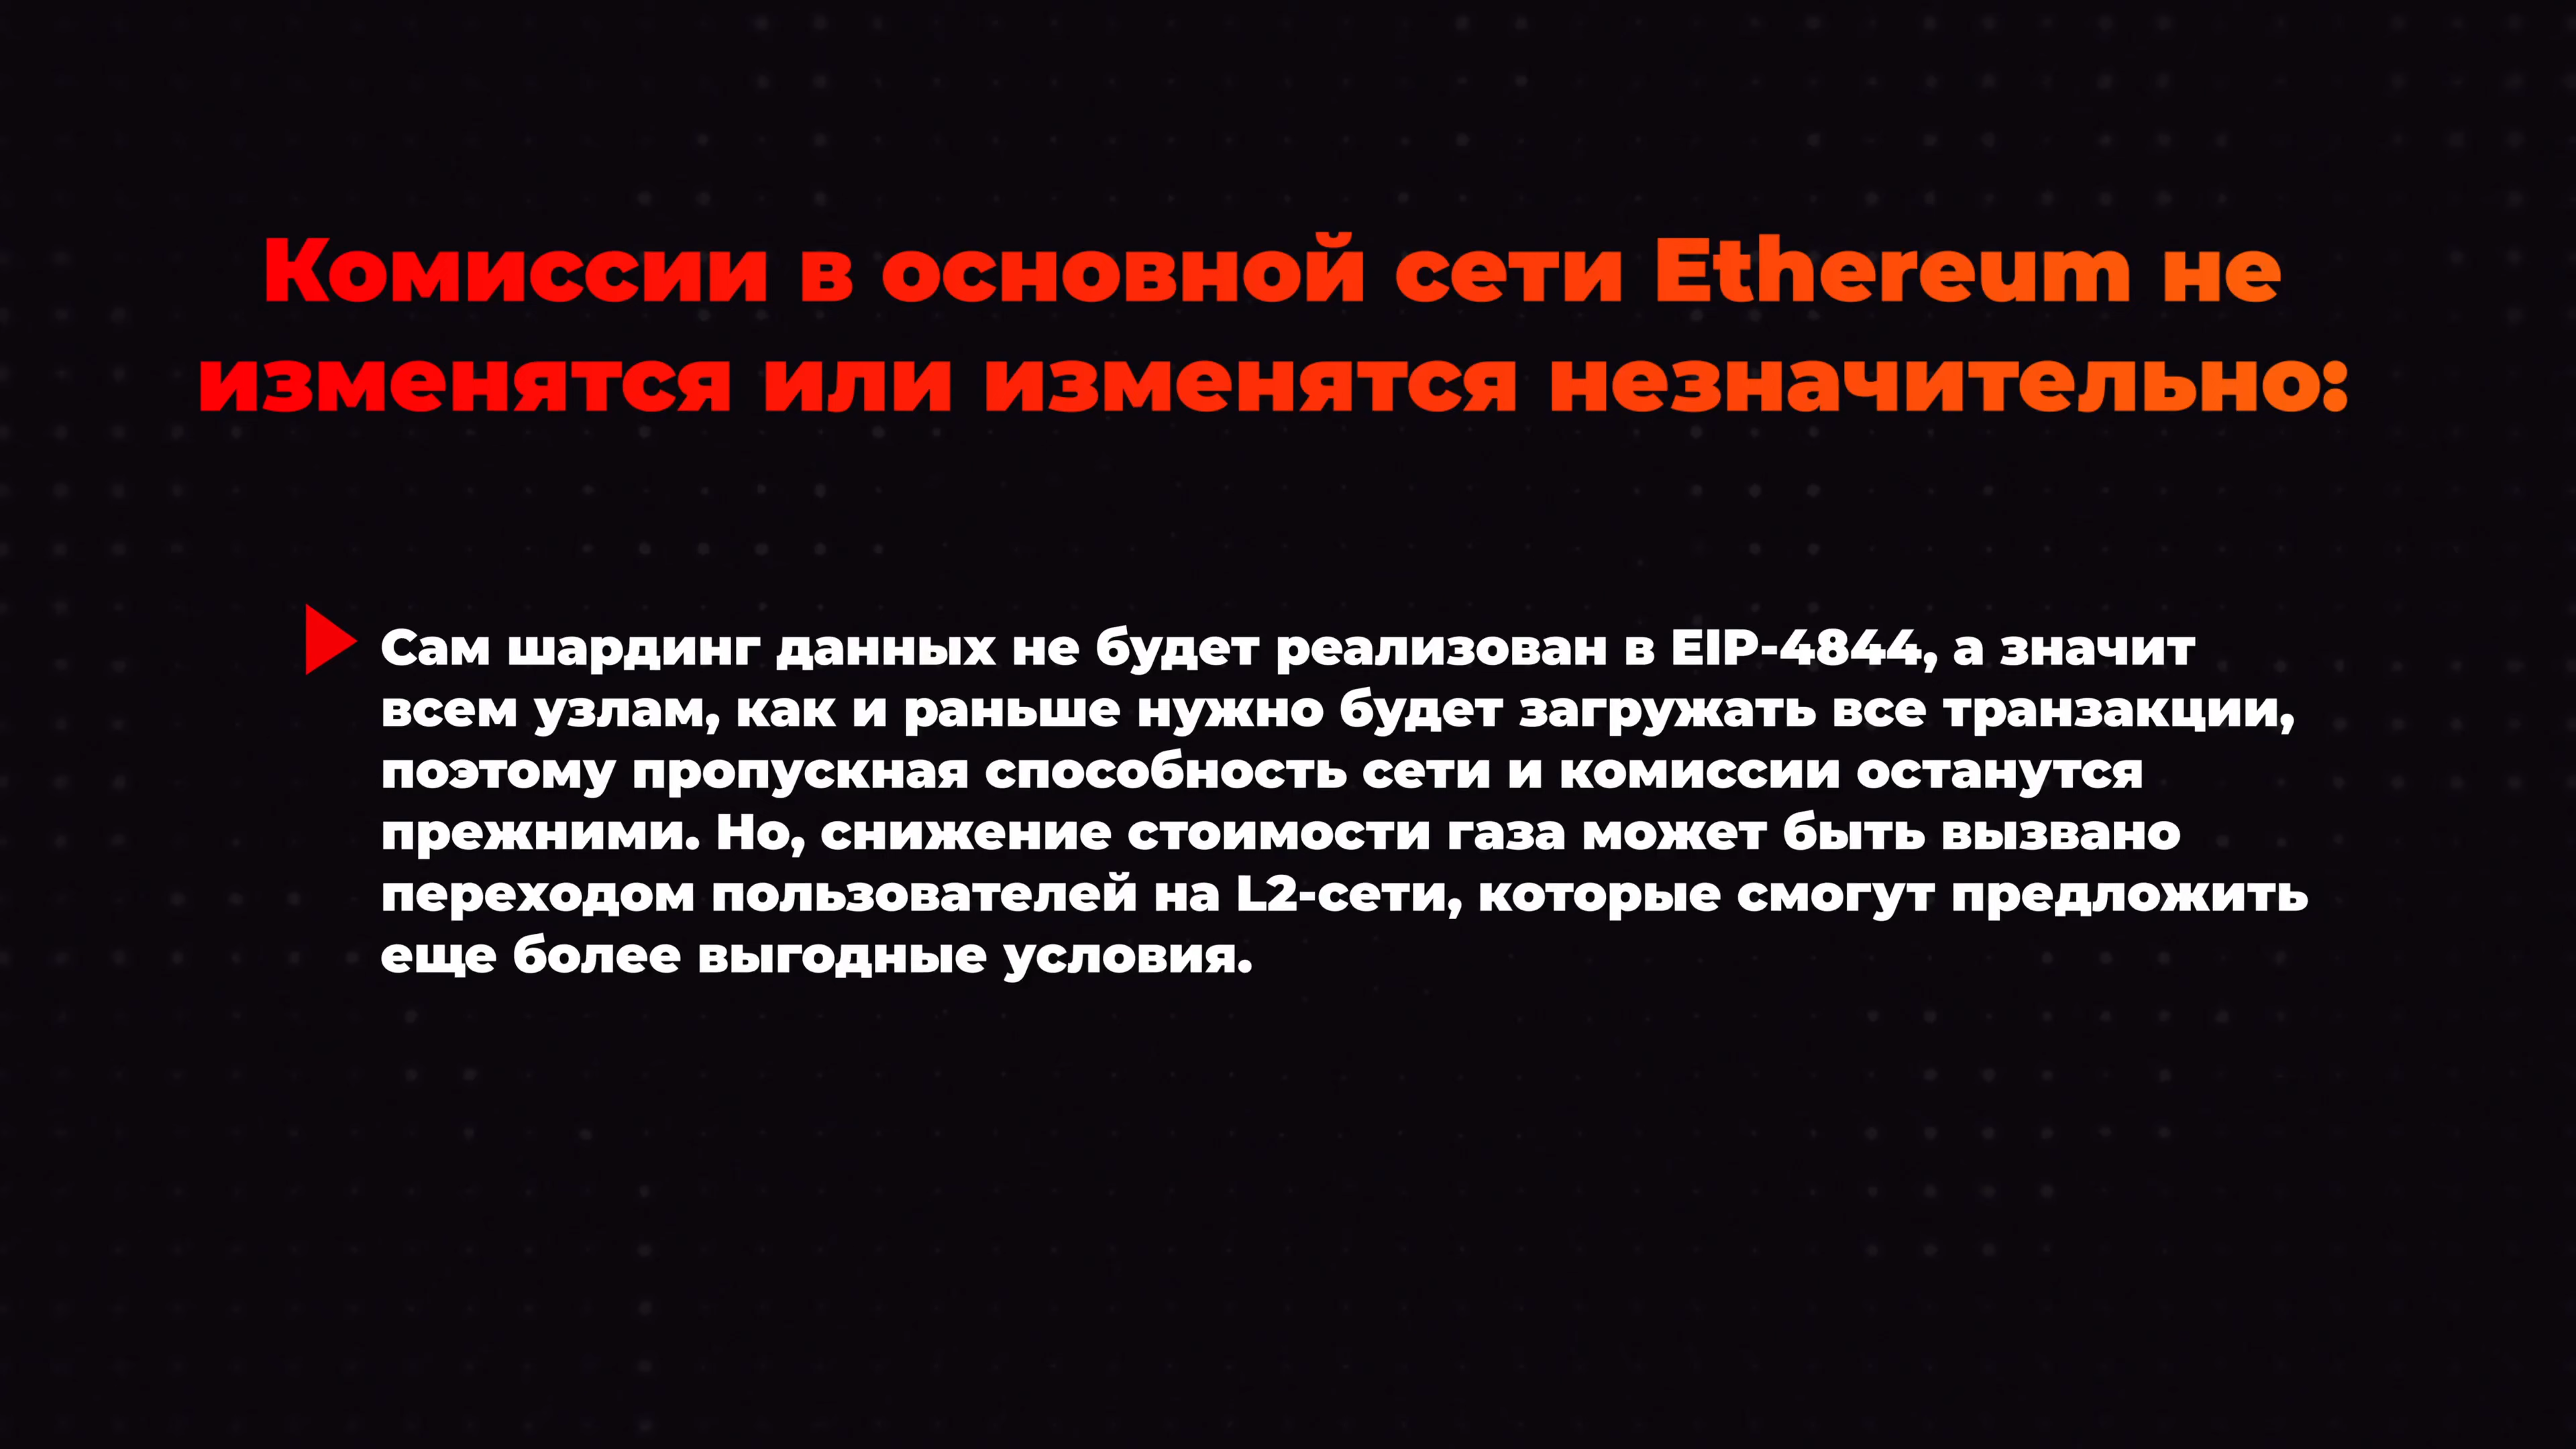 Комиссии в основной сети Ethereum не
изменятся или изменятся незначительно:
Сам шардинг данных не будет реализован в EIP-4844, а значит
всем узлам, как и раньше нужно будет загружать все транзакции,
поэтому пропускная способность сети и комиссии останутся
прежними. Но, снижение стоимости газа может быть вызвано
переходом пользователей на L2-сети, которые смогут предложить
еще более выгодные условия.